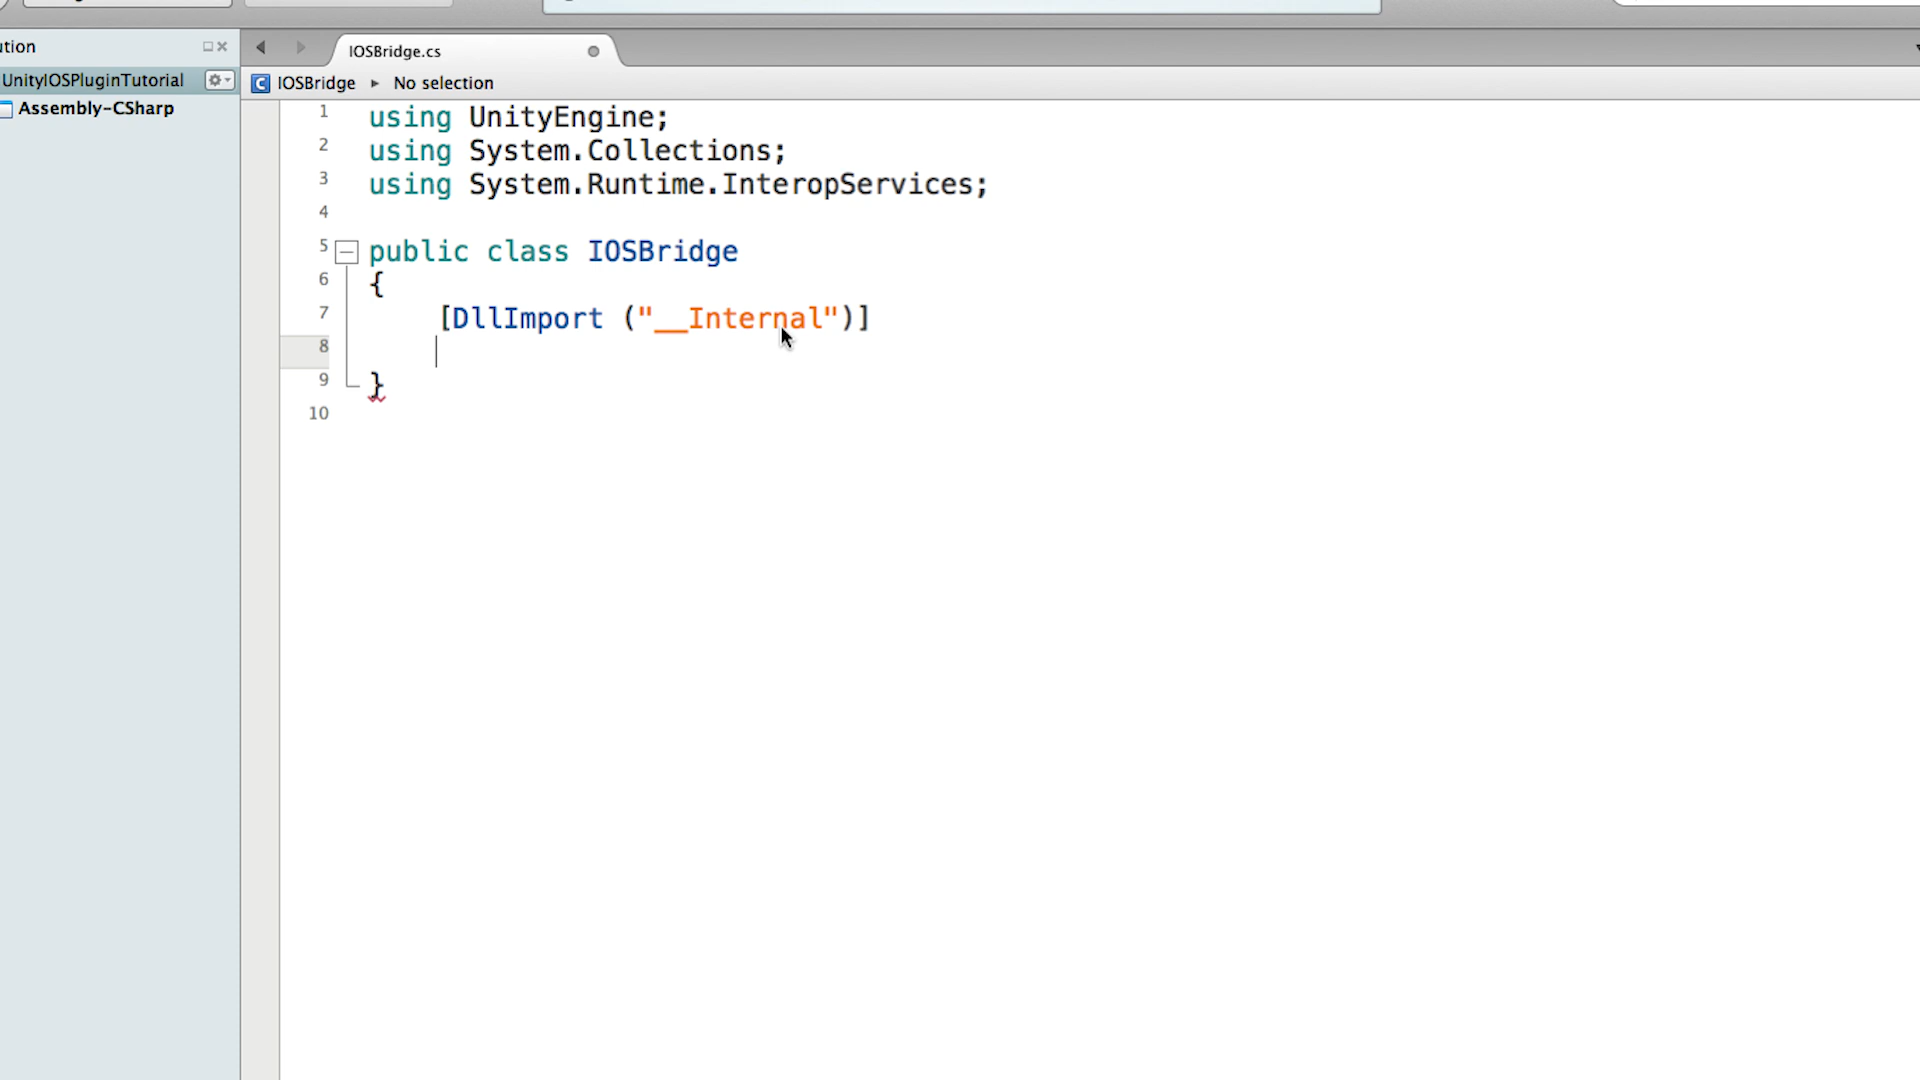 ution
IOSBridge.cs
UnityIOSPluginTutorial
IOSBridge ▸ No selection
Assembly-CSharp
1 using UnityEngine;
2 using System.Collections;
3 using System.Runtime.InteropServices;
4
5 public class IOSBridge
6 {
7 [DllImport ("__Internal")]
8
9 }
10